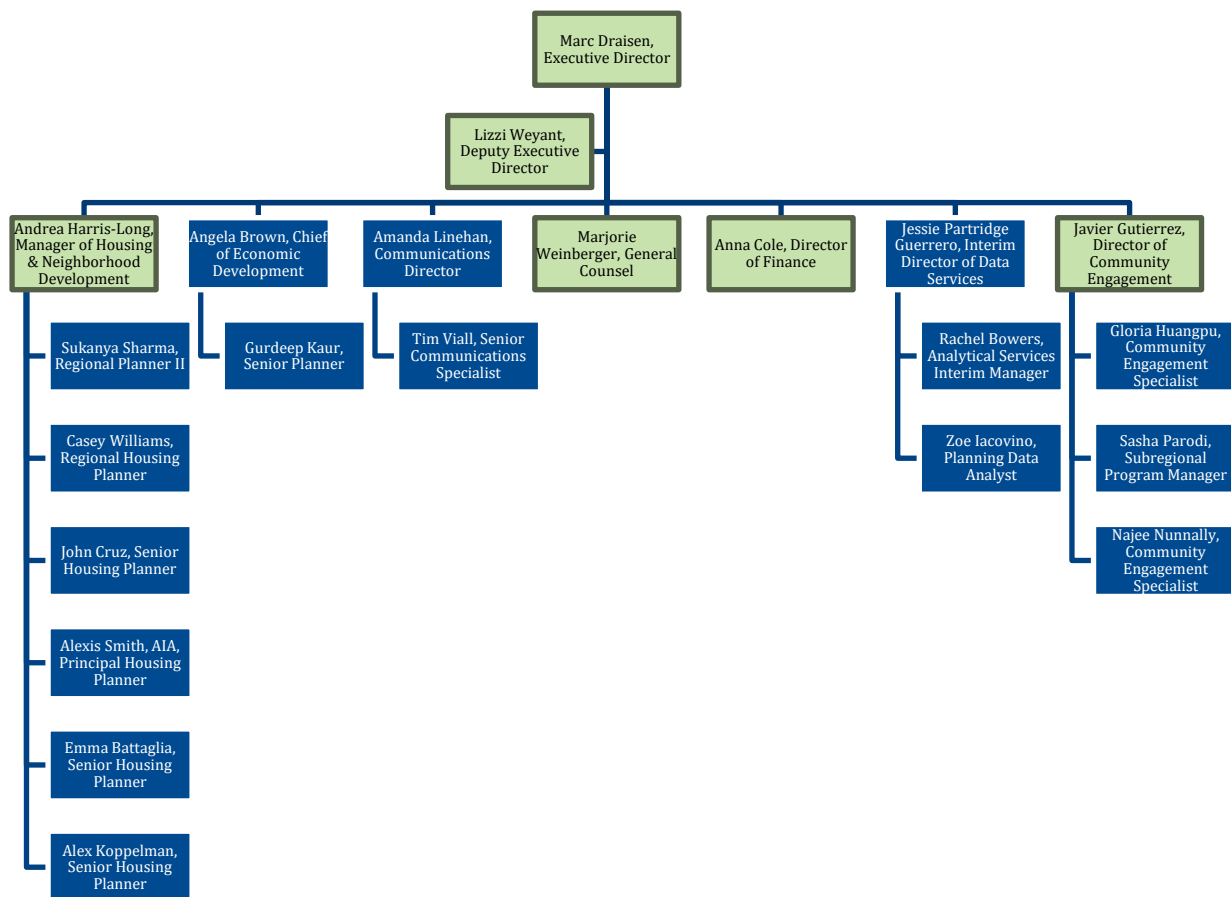 Marc Draisen,
Executive Director
Lizzi Weyant,
Deputy Executive
Director
Andrea Harris-Long,
Manager of Housing
& Neighborhood
Development
Angela Brown, Chief
of Economic
Development
Amanda Linehan,
Communications
Director
Marjorie
Weinberger, General
Counsel
Anna Cole, Director
of Finance
Jessie Partridge
Guerrero, Interim
Director of Data
Services
Javier Gutierrez,
Director of
Community
Engagement
Sukanya Sharma,
Regional Planner II
Gurdeep Kaur,
Senior Planner
Tim Viall, Senior
Communications
Specialist
Rachel Bowers,
Analytical Services
Interim Manager
Gloria Huangpu,
Community
Engagement
Specialist
Casey Williams,
Regional Housing
Planner
Zoe Iacovino,
Planning Data
Analyst
Sasha Parodi,
Subregional
Program Manager
John Cruz, Senior
Housing Planner
Najee Nunnally,
Community
Engagement
Specialist
Alexis Smith, AIA,
Principal Housing
Planner
Emma Battaglia,
Senior Housing
Planner
Alex Koppelman,
Senior Housing
Planner